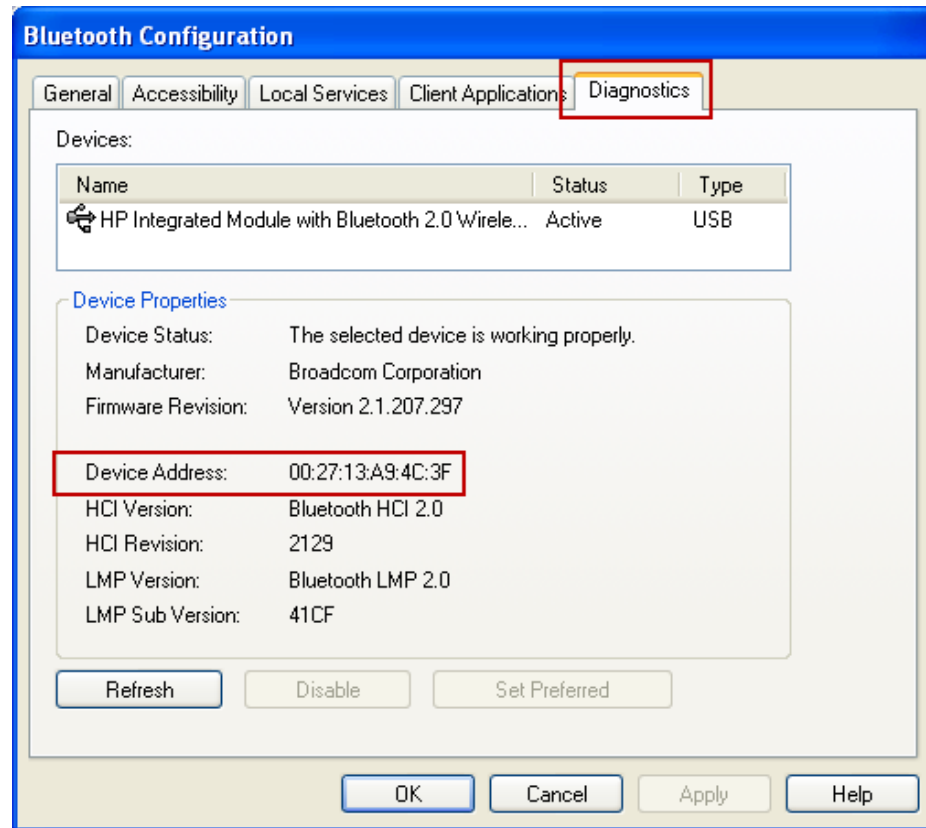 Bluetooth Configuration
General Accessibility Local Services Client Applications Diagnostics
Devices:
Name Status Type
HP Integrated Module with Bluetooth 2.0 Wirele... Active USB
Device Properties
Device Status: The selected device is working properly.
Manufacturer: Broadcom Corporation
Firmware Revision: Version 2.1.207.297
Device Address: 00:27:13:A9:4C:3F
HCI Version: Bluetooth HCI 2.0
HCI Revision: 2129
LMP Version: Bluetooth LMP 2.0
LMP Sub Version: 41CF
Refresh Disable Set Preferred
OK Cancel Apply Help